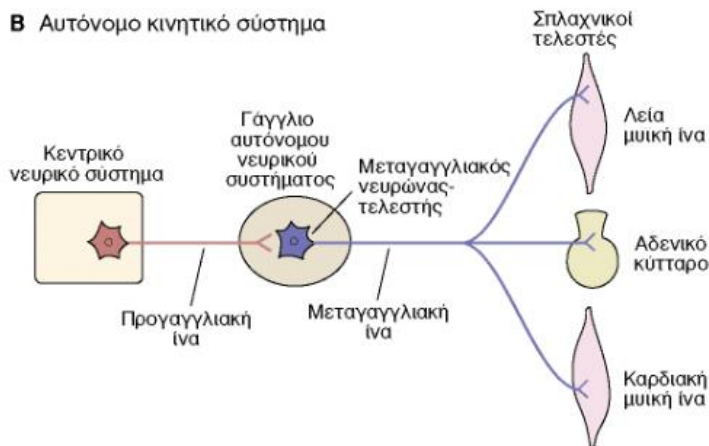 Β Αυτόνομο κινητικό σύστημα
Σπλαχνικοί
τελεστές
Κεντρικό
νευρικό σύστημα
Γάγγλιο
αυτόνομου
νευρικού
συστήματος
Μεταγαγγλιακός
νευρώνας-
τελεστής
Λεία
μυική ίνα
Αδενικό
κύτταρο
Προγαγγλιακή
ίνα
Μεταγαγγλιακή
ίνα
Καρδιακή
μυική ίνα